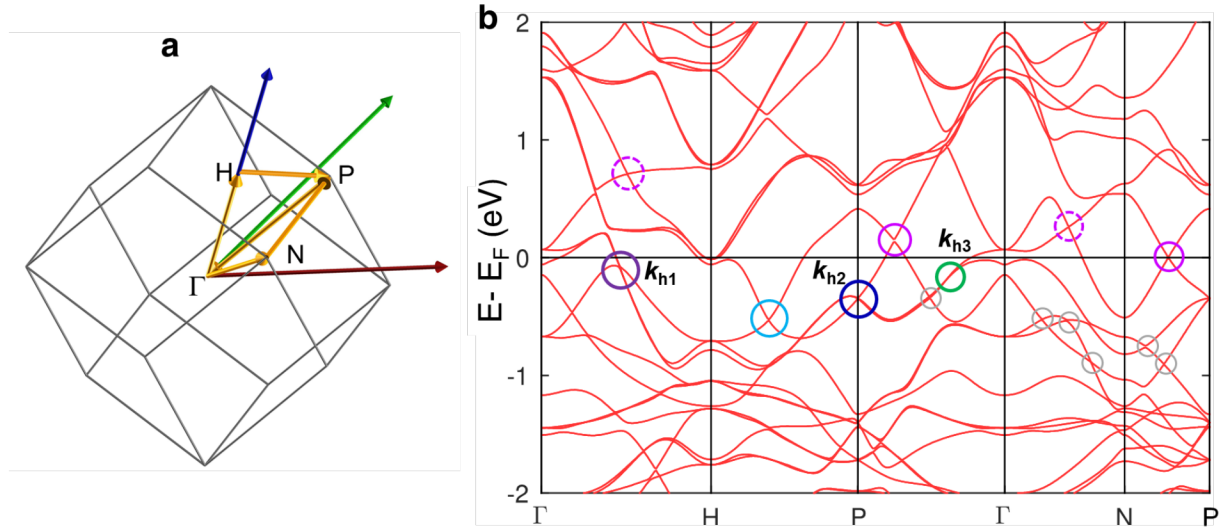 a
H
P
N
Γ
b
E- E_F (eV)
2
1
0
-1
-2
k_h1
k_h2
k_h3
Γ H P Γ N P